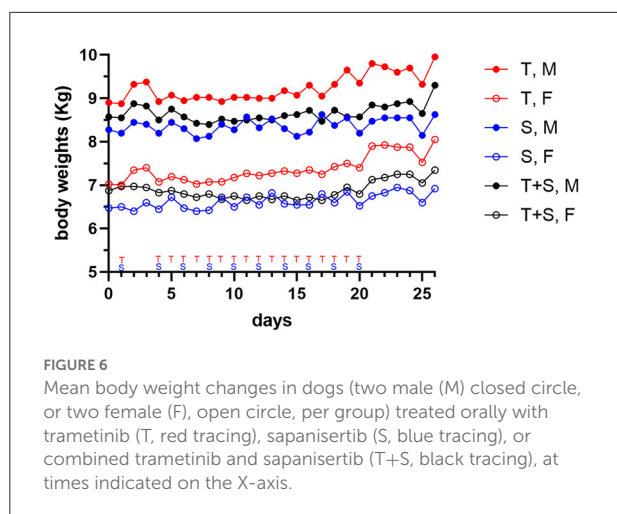 10
9
8
7
6
5
body weights (Kg)
T T T T T T T T T T T T T T T T T T
S S S S S S S S S S
0 5 10 15 20 25
days
T, M
T, F
S, M
S, F
T+S, M
T+S, F
FIGURE 6
Mean body weight changes in dogs (two male (M) closed circle,
or two female (F), open circle, per group) treated orally with
trametinib (T, red tracing), sapanisertib (S, blue tracing), or
combined trametinib and sapanisertib (T+S, black tracing), at
times indicated on the X-axis.